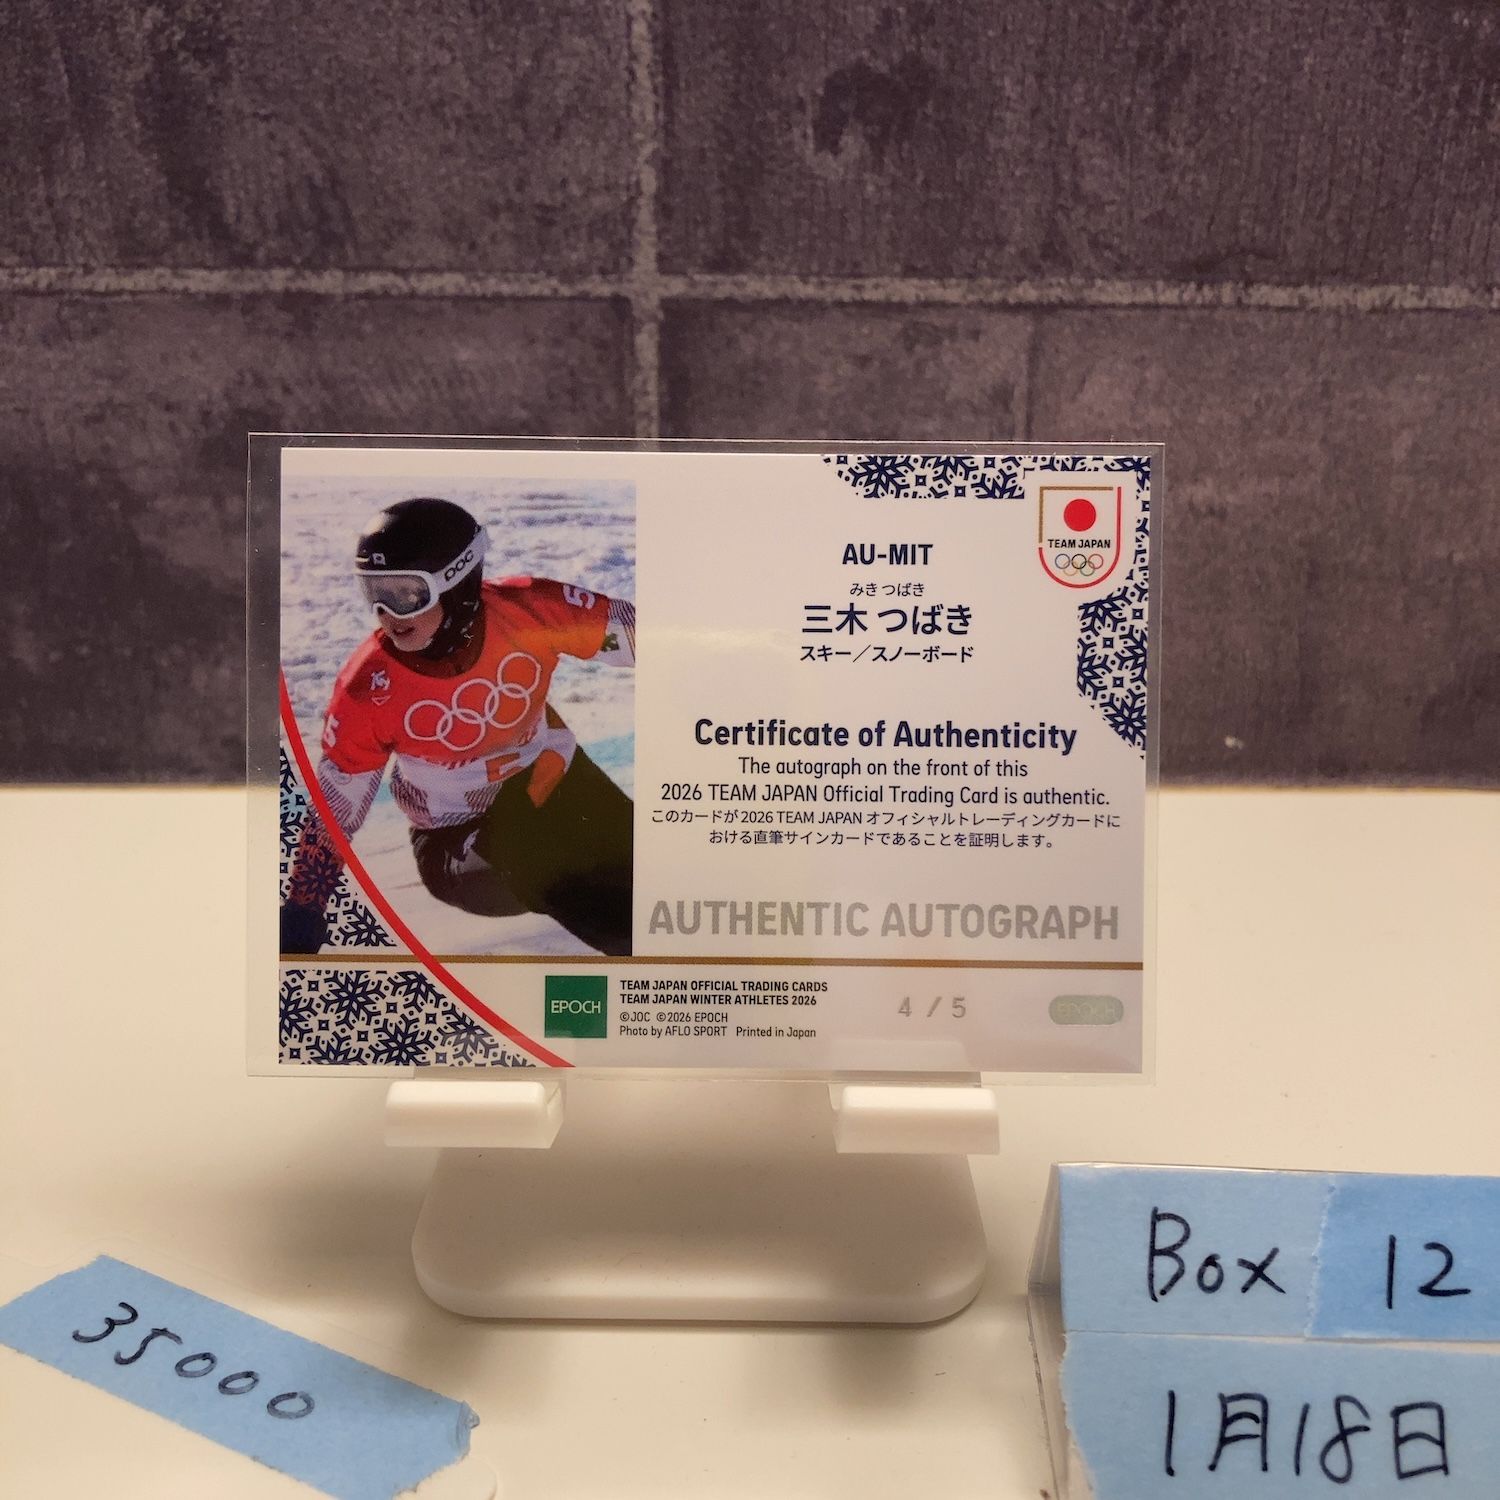 AU-MIT
みき つばき
三木 つばき
スキー／スノーボード
TEAM JAPAN
Certificate of Authenticity
The autograph on the front of this
2026 TEAM JAPAN Official Trading Card is authentic.
このカードが2026 TEAM JAPAN オフィシャルトレーディングカードに
おける直筆サインカードであることを証明します。
AUTHENTIC AUTOGRAPH
EPOCH
TEAM JAPAN OFFICIAL TRADING CARDS
TEAM JAPAN WINTER ATHLETES 2026
©JOC ©2026 EPOCH
Photo by AFLO SPORT Printed in Japan
4 / 5
EPOCH
POC
35000
Box 12
1月18日